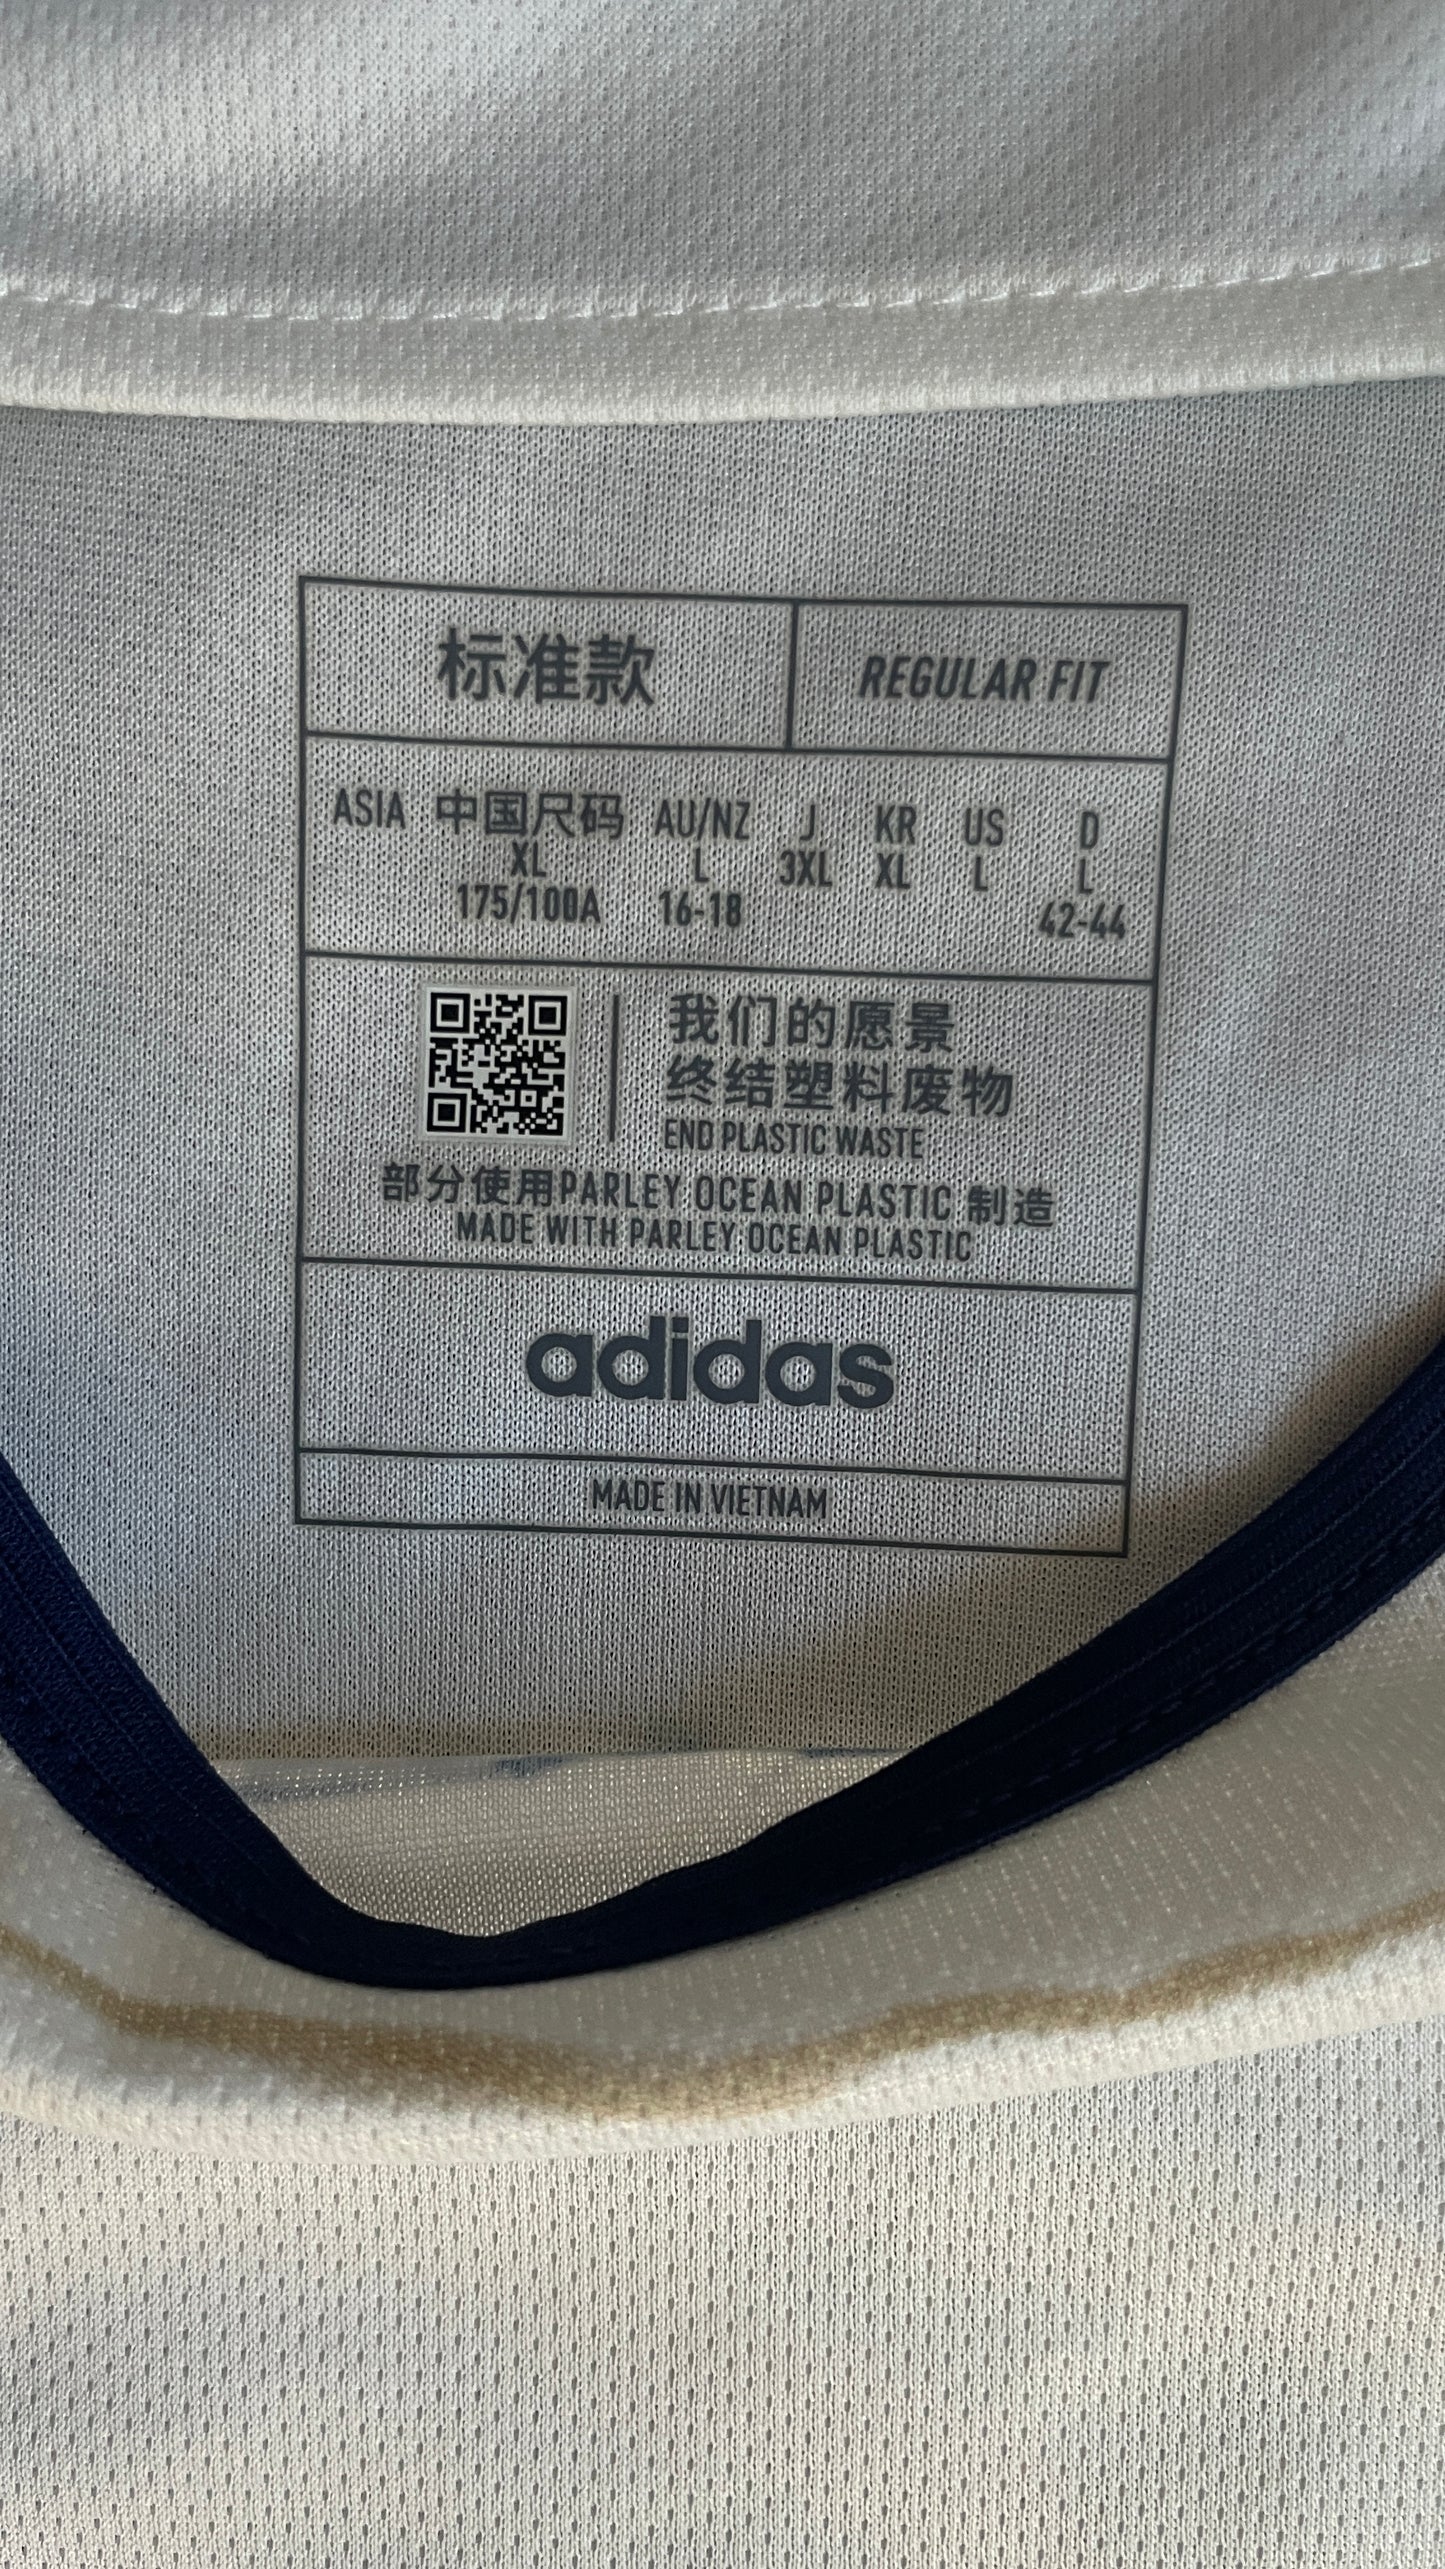 标准款 REGULAR FIT
ASIA 中国尺码 AU/NZ J KR US D
XL L 3XL XL L L
175/100A 16-18 42-44
我们的愿景
终结塑料废物
END PLASTIC WASTE
部分使用PARLEY OCEAN PLASTIC 制造
MADE WITH PARLEY OCEAN PLASTIC
adidas
MADE IN VIETNAM